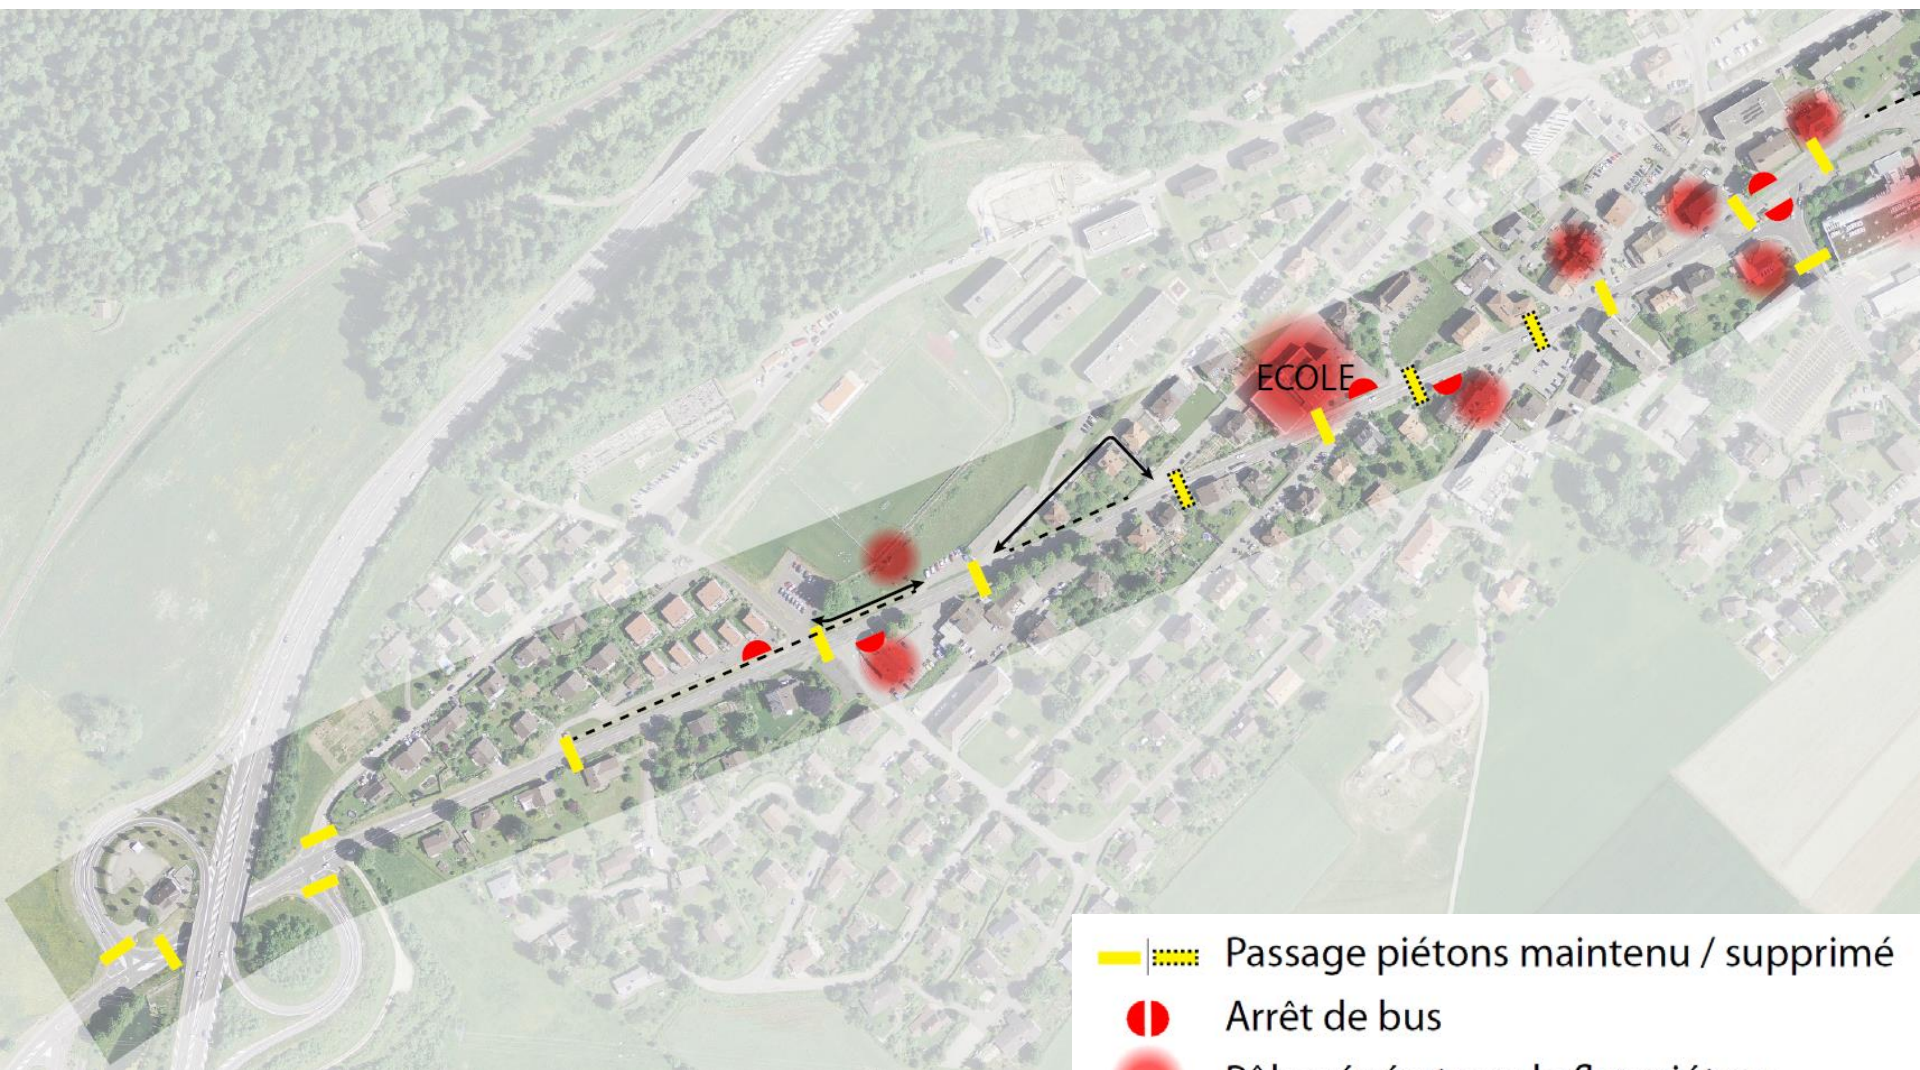 ECOLE
Passage piétons maintenu / supprimé
Arrêt de bus